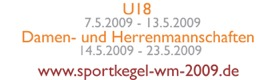 U18
7.5.2009 - 13.5.2009
Damen- und Herrenmannschaften
14.5.2009 - 23.5.2009
www.sportkegel-wm-2009.de